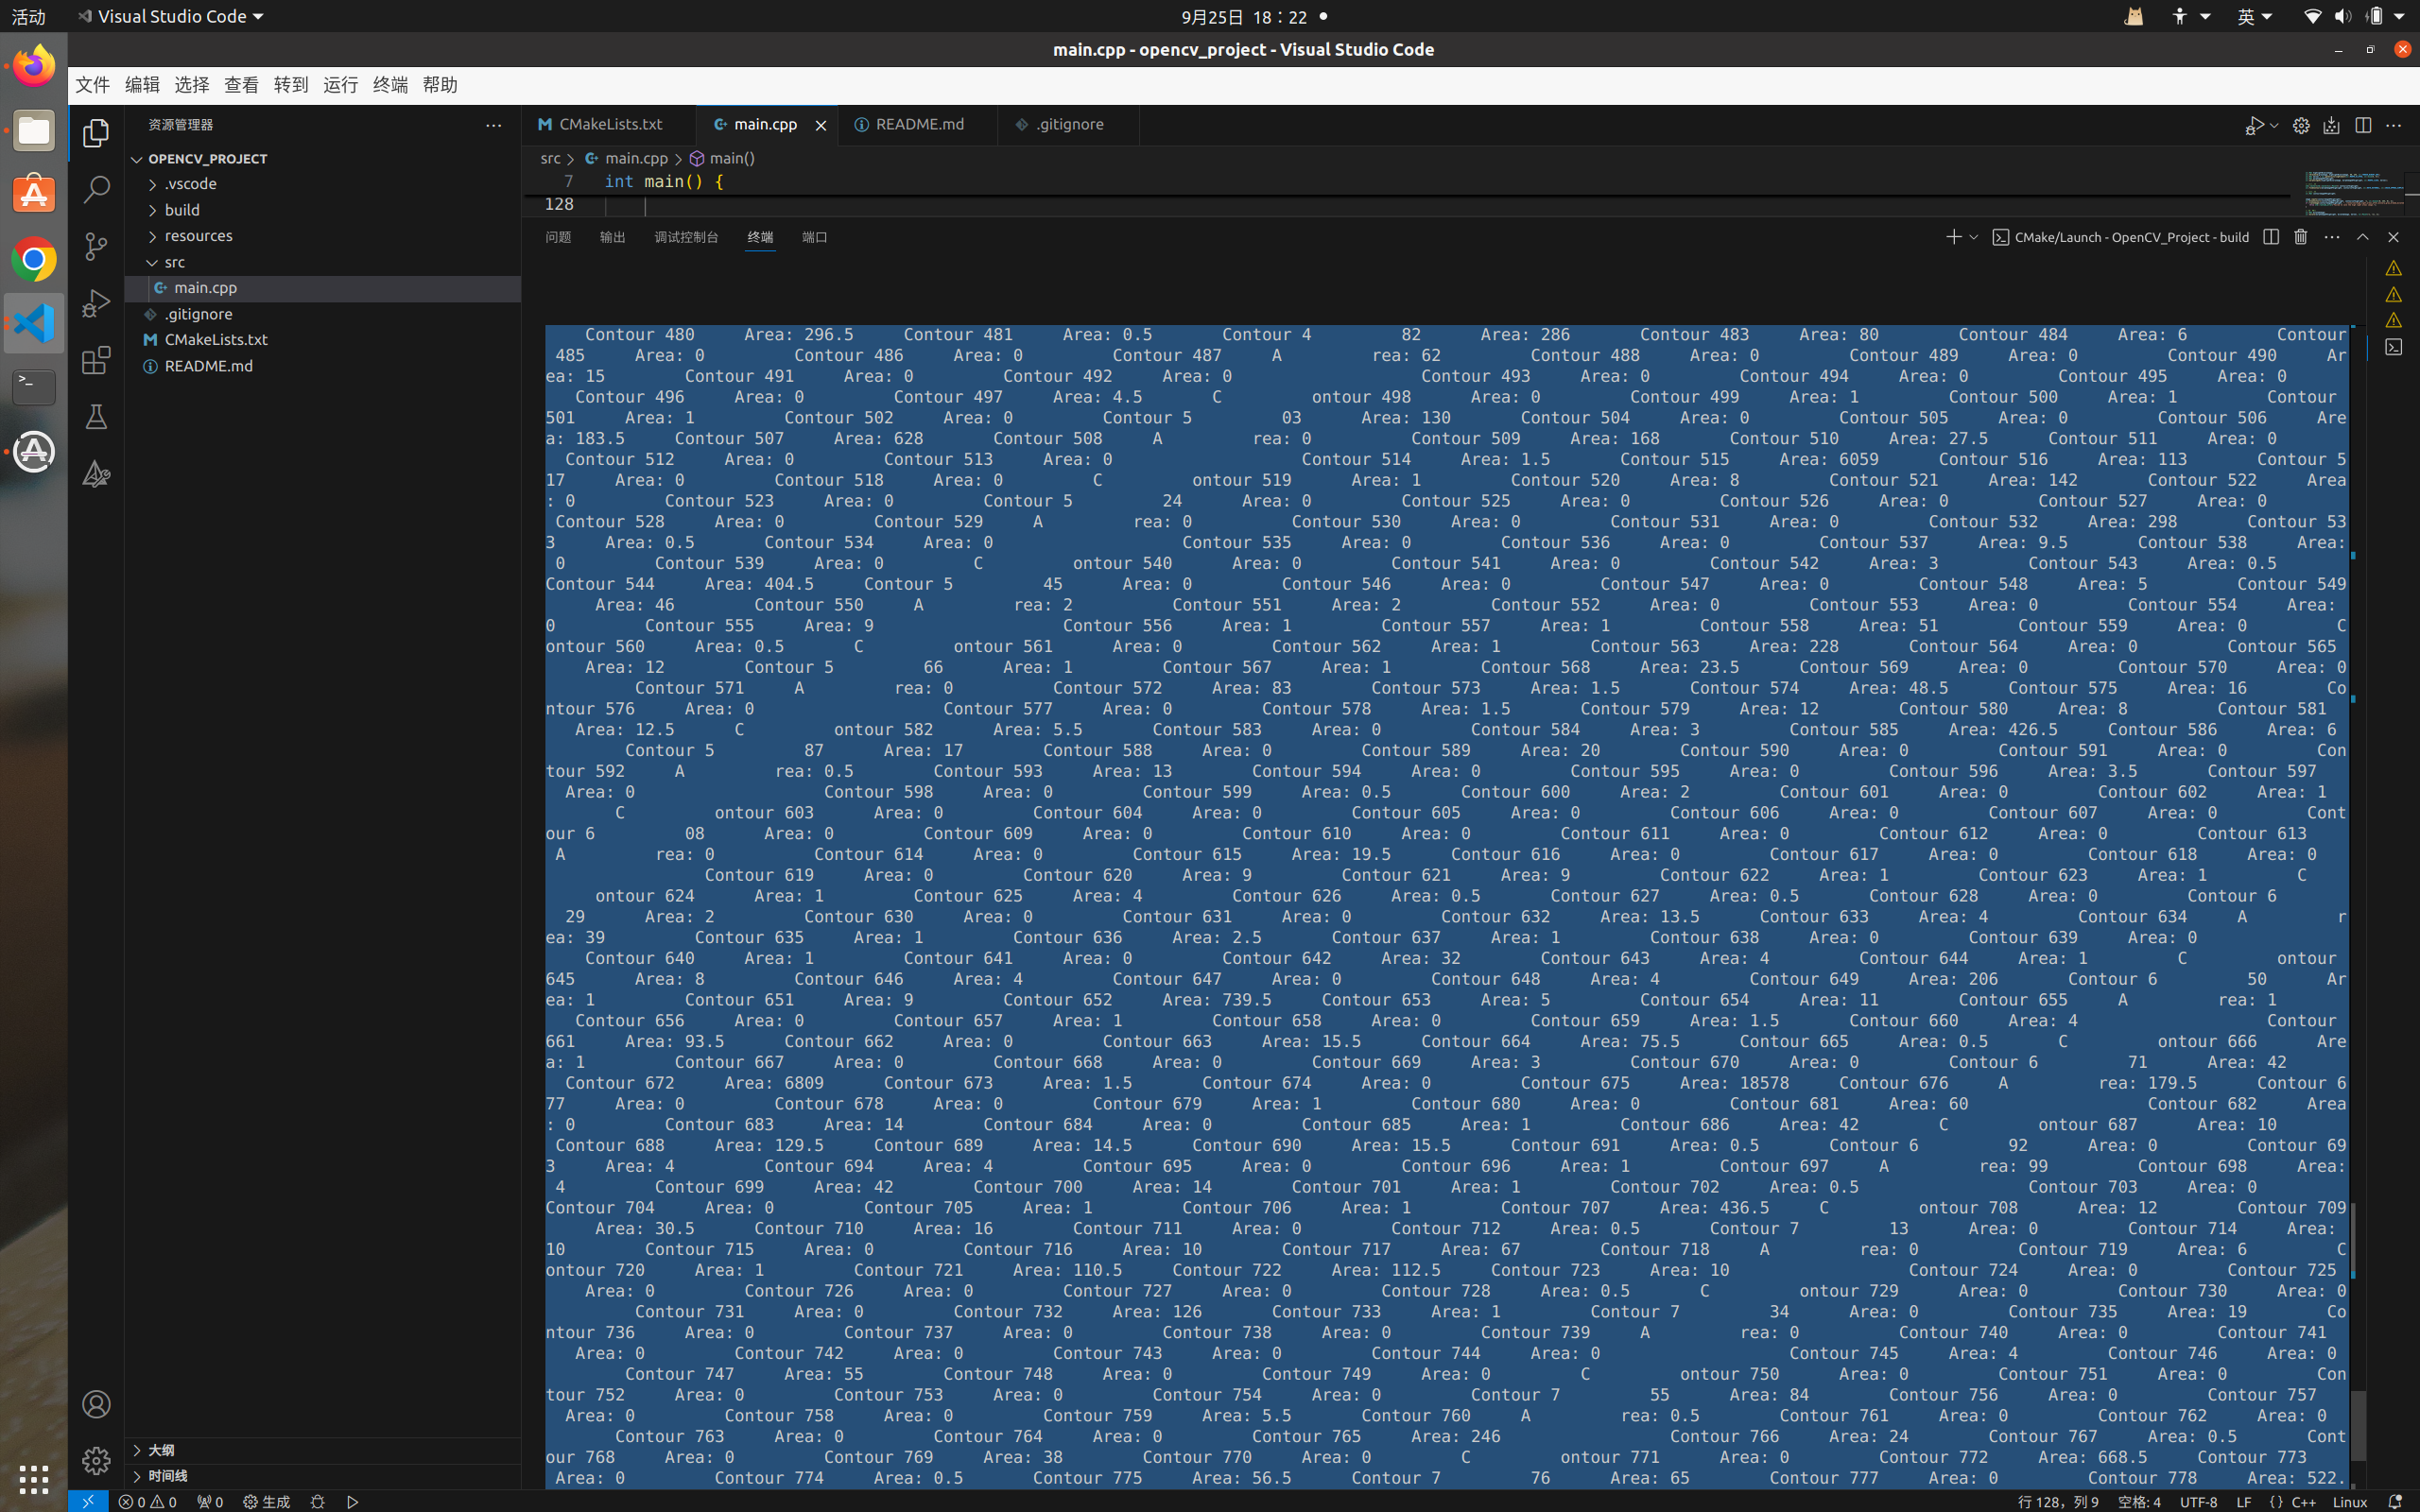 活动 Visual Studio Code 9月25日 18：22 英
main.cpp - opencv_project - Visual Studio Code
文件 编辑 选择 查看 转到 运行 终端 帮助
资源管理器
OPENCV_PROJECT
.vscode
build
resources
src
main.cpp
.gitignore
CMakeLists.txt
README.md
大纲
时间线
CMakeLists.txt main.cpp README.md .gitignore
src > main.cpp > main()
7 int main() {
128
问题 输出 调试控制台 终端 端口 CMake/Launch - OpenCV_Project - build
Contour 480 Area: 296.5 Contour 481 Area: 0.5 Contour 4 82 Area: 286 Contour 483 Area: 80 Contour 484 Area: 6 Contour
485 Area: 0 Contour 486 Area: 0 Contour 487 A rea: 62 Contour 488 Area: 0 Contour 489 Area: 0 Contour 490 Ar
ea: 15 Contour 491 Area: 0 Contour 492 Area: 0 Contour 493 Area: 0 Contour 494 Area: 0 Contour 495 Area: 0
Contour 496 Area: 0 Contour 497 Area: 4.5 C ontour 498 Area: 0 Contour 499 Area: 1 Contour 500 Area: 1 Contour
501 Area: 1 Contour 502 Area: 0 Contour 5 03 Area: 130 Contour 504 Area: 0 Contour 505 Area: 0 Contour 506 Are
a: 183.5 Contour 507 Area: 628 Contour 508 A rea: 0 Contour 509 Area: 168 Contour 510 Area: 27.5 Contour 511 Area: 0
Contour 512 Area: 0 Contour 513 Area: 0 Contour 514 Area: 1.5 Contour 515 Area: 6059 Contour 516 Area: 113 Contour 5
17 Area: 0 Contour 518 Area: 0 C ontour 519 Area: 1 Contour 520 Area: 8 Contour 521 Area: 142 Contour 522 Area
: 0 Contour 523 Area: 0 Contour 5 24 Area: 0 Contour 525 Area: 0 Contour 526 Area: 0 Contour 527 Area: 0
Contour 528 Area: 0 Contour 529 A rea: 0 Contour 530 Area: 0 Contour 531 Area: 0 Contour 532 Area: 298 Contour 53
3 Area: 0.5 Contour 534 Area: 0 Contour 535 Area: 0 Contour 536 Area: 0 Contour 537 Area: 9.5 Contour 538 Area:
0 Contour 539 Area: 0 C ontour 540 Area: 0 Contour 541 Area: 0 Contour 542 Area: 3 Contour 543 Area: 0.5
Contour 544 Area: 404.5 Contour 5 45 Area: 0 Contour 546 Area: 0 Contour 547 Area: 0 Contour 548 Area: 5 Contour 549
Area: 46 Contour 550 A rea: 2 Contour 551 Area: 2 Contour 552 Area: 0 Contour 553 Area: 0 Contour 554 Area:
0 Contour 555 Area: 9 Contour 556 Area: 1 Contour 557 Area: 1 Contour 558 Area: 51 Contour 559 Area: 0 C
ontour 560 Area: 0.5 C ontour 561 Area: 0 Contour 562 Area: 1 Contour 563 Area: 228 Contour 564 Area: 0 Contour 565
Area: 12 Contour 5 66 Area: 1 Contour 567 Area: 1 Contour 568 Area: 23.5 Contour 569 Area: 0 Contour 570 Area: 0
Contour 571 A rea: 0 Contour 572 Area: 83 Contour 573 Area: 1.5 Contour 574 Area: 48.5 Contour 575 Area: 16 Co
ntour 576 Area: 0 Contour 577 Area: 0 Contour 578 Area: 1.5 Contour 579 Area: 12 Contour 580 Area: 8 Contour 581
Area: 12.5 C ontour 582 Area: 5.5 Contour 583 Area: 0 Contour 584 Area: 3 Contour 585 Area: 426.5 Contour 586 Area: 6
Contour 5 87 Area: 17 Contour 588 Area: 0 Contour 589 Area: 20 Contour 590 Area: 0 Contour 591 Area: 0 Con
tour 592 A rea: 0.5 Contour 593 Area: 13 Contour 594 Area: 0 Contour 595 Area: 0 Contour 596 Area: 3.5 Contour 597
Area: 0 Contour 598 Area: 0 Contour 599 Area: 0.5 Contour 600 Area: 2 Contour 601 Area: 0 Contour 602 Area: 1
C ontour 603 Area: 0 Contour 604 Area: 0 Contour 605 Area: 0 Contour 606 Area: 0 Contour 607 Area: 0 Cont
our 6 08 Area: 0 Contour 609 Area: 0 Contour 610 Area: 0 Contour 611 Area: 0 Contour 612 Area: 0 Contour 613
A rea: 0 Contour 614 Area: 0 Contour 615 Area: 19.5 Contour 616 Area: 0 Contour 617 Area: 0 Contour 618 Area: 0
Contour 619 Area: 0 Contour 620 Area: 9 Contour 621 Area: 9 Contour 622 Area: 1 Contour 623 Area: 1 C
ontour 624 Area: 1 Contour 625 Area: 4 Contour 626 Area: 0.5 Contour 627 Area: 0.5 Contour 628 Area: 0 Contour 6
29 Area: 2 Contour 630 Area: 0 Contour 631 Area: 0 Contour 632 Area: 13.5 Contour 633 Area: 4 Contour 634 A r
ea: 39 Contour 635 Area: 1 Contour 636 Area: 2.5 Contour 637 Area: 1 Contour 638 Area: 0 Contour 639 Area: 0
Contour 640 Area: 1 Contour 641 Area: 0 Contour 642 Area: 32 Contour 643 Area: 4 Contour 644 Area: 1 C ontour
645 Area: 8 Contour 646 Area: 4 Contour 647 Area: 0 Contour 648 Area: 4 Contour 649 Area: 206 Contour 6 50 Ar
ea: 1 Contour 651 Area: 9 Contour 652 Area: 739.5 Contour 653 Area: 5 Contour 654 Area: 11 Contour 655 A rea: 1
Contour 656 Area: 0 Contour 657 Area: 1 Contour 658 Area: 0 Contour 659 Area: 1.5 Contour 660 Area: 4 Contour
661 Area: 93.5 Contour 662 Area: 0 Contour 663 Area: 15.5 Contour 664 Area: 75.5 Contour 665 Area: 0.5 C ontour 666 Are
a: 1 Contour 667 Area: 0 Contour 668 Area: 0 Contour 669 Area: 3 Contour 670 Area: 0 Contour 6 71 Area: 42
Contour 672 Area: 6809 Contour 673 Area: 1.5 Contour 674 Area: 0 Contour 675 Area: 18578 Contour 676 A rea: 179.5 Contour 6
77 Area: 0 Contour 678 Area: 0 Contour 679 Area: 1 Contour 680 Area: 0 Contour 681 Area: 60 Contour 682 Area
: 0 Contour 683 Area: 14 Contour 684 Area: 0 Contour 685 Area: 1 Contour 686 Area: 42 C ontour 687 Area: 10
Contour 688 Area: 129.5 Contour 689 Area: 14.5 Contour 690 Area: 15.5 Contour 691 Area: 0.5 Contour 6 92 Area: 0 Contour 69
3 Area: 4 Contour 694 Area: 4 Contour 695 Area: 0 Contour 696 Area: 1 Contour 697 A rea: 99 Contour 698 Area:
4 Contour 699 Area: 42 Contour 700 Area: 14 Contour 701 Area: 1 Contour 702 Area: 0.5 Contour 703 Area: 0
Contour 704 Area: 0 Contour 705 Area: 1 Contour 706 Area: 1 Contour 707 Area: 436.5 C ontour 708 Area: 12 Contour 709
Area: 30.5 Contour 710 Area: 16 Contour 711 Area: 0 Contour 712 Area: 0.5 Contour 7 13 Area: 0 Contour 714 Area:
10 Contour 715 Area: 0 Contour 716 Area: 10 Contour 717 Area: 67 Contour 718 A rea: 0 Contour 719 Area: 6 C
ontour 720 Area: 1 Contour 721 Area: 110.5 Contour 722 Area: 112.5 Contour 723 Area: 10 Contour 724 Area: 0 Contour 725
Area: 0 Contour 726 Area: 0 Contour 727 Area: 0 Contour 728 Area: 0.5 C ontour 729 Area: 0 Contour 730 Area: 0
Contour 731 Area: 0 Contour 732 Area: 126 Contour 733 Area: 1 Contour 7 34 Area: 0 Contour 735 Area: 19 Co
ntour 736 Area: 0 Contour 737 Area: 0 Contour 738 Area: 0 Contour 739 A rea: 0 Contour 740 Area: 0 Contour 741
Area: 0 Contour 742 Area: 0 Contour 743 Area: 0 Contour 744 Area: 0 Contour 745 Area: 4 Contour 746 Area: 0
Contour 747 Area: 55 Contour 748 Area: 0 Contour 749 Area: 0 C ontour 750 Area: 0 Contour 751 Area: 0 Con
tour 752 Area: 0 Contour 753 Area: 0 Contour 754 Area: 0 Contour 7 55 Area: 84 Contour 756 Area: 0 Contour 757
Area: 0 Contour 758 Area: 0 Contour 759 Area: 5.5 Contour 760 A rea: 0.5 Contour 761 Area: 0 Contour 762 Area: 0
Contour 763 Area: 0 Contour 764 Area: 0 Contour 765 Area: 246 Contour 766 Area: 24 Contour 767 Area: 0.5 Cont
our 768 Area: 0 Contour 769 Area: 38 Contour 770 Area: 0 C ontour 771 Area: 0 Contour 772 Area: 668.5 Contour 773
Area: 0 Contour 774 Area: 0.5 Contour 775 Area: 56.5 Contour 7 76 Area: 65 Contour 777 Area: 0 Contour 778 Area: 522.
0 0 0 生成 行 128，列 9 空格: 4 UTF-8 LF {} C++ Linux